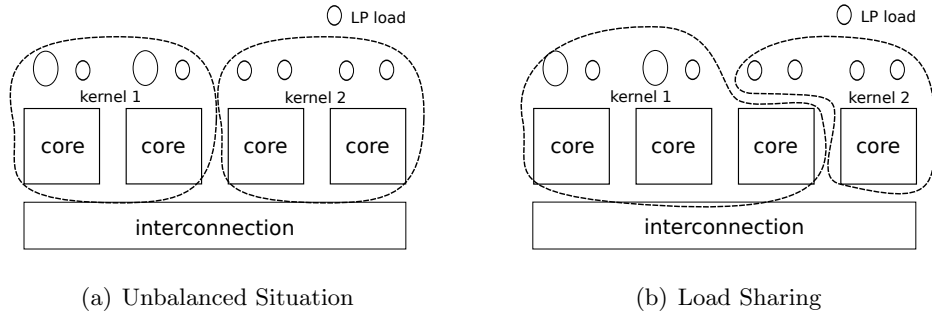 LP load
kernel 1
kernel 2
core
core
core
core
interconnection
(a) Unbalanced Situation
LP load
kernel 1
kernel 2
core
core
core
core
interconnection
(b) Load Sharing